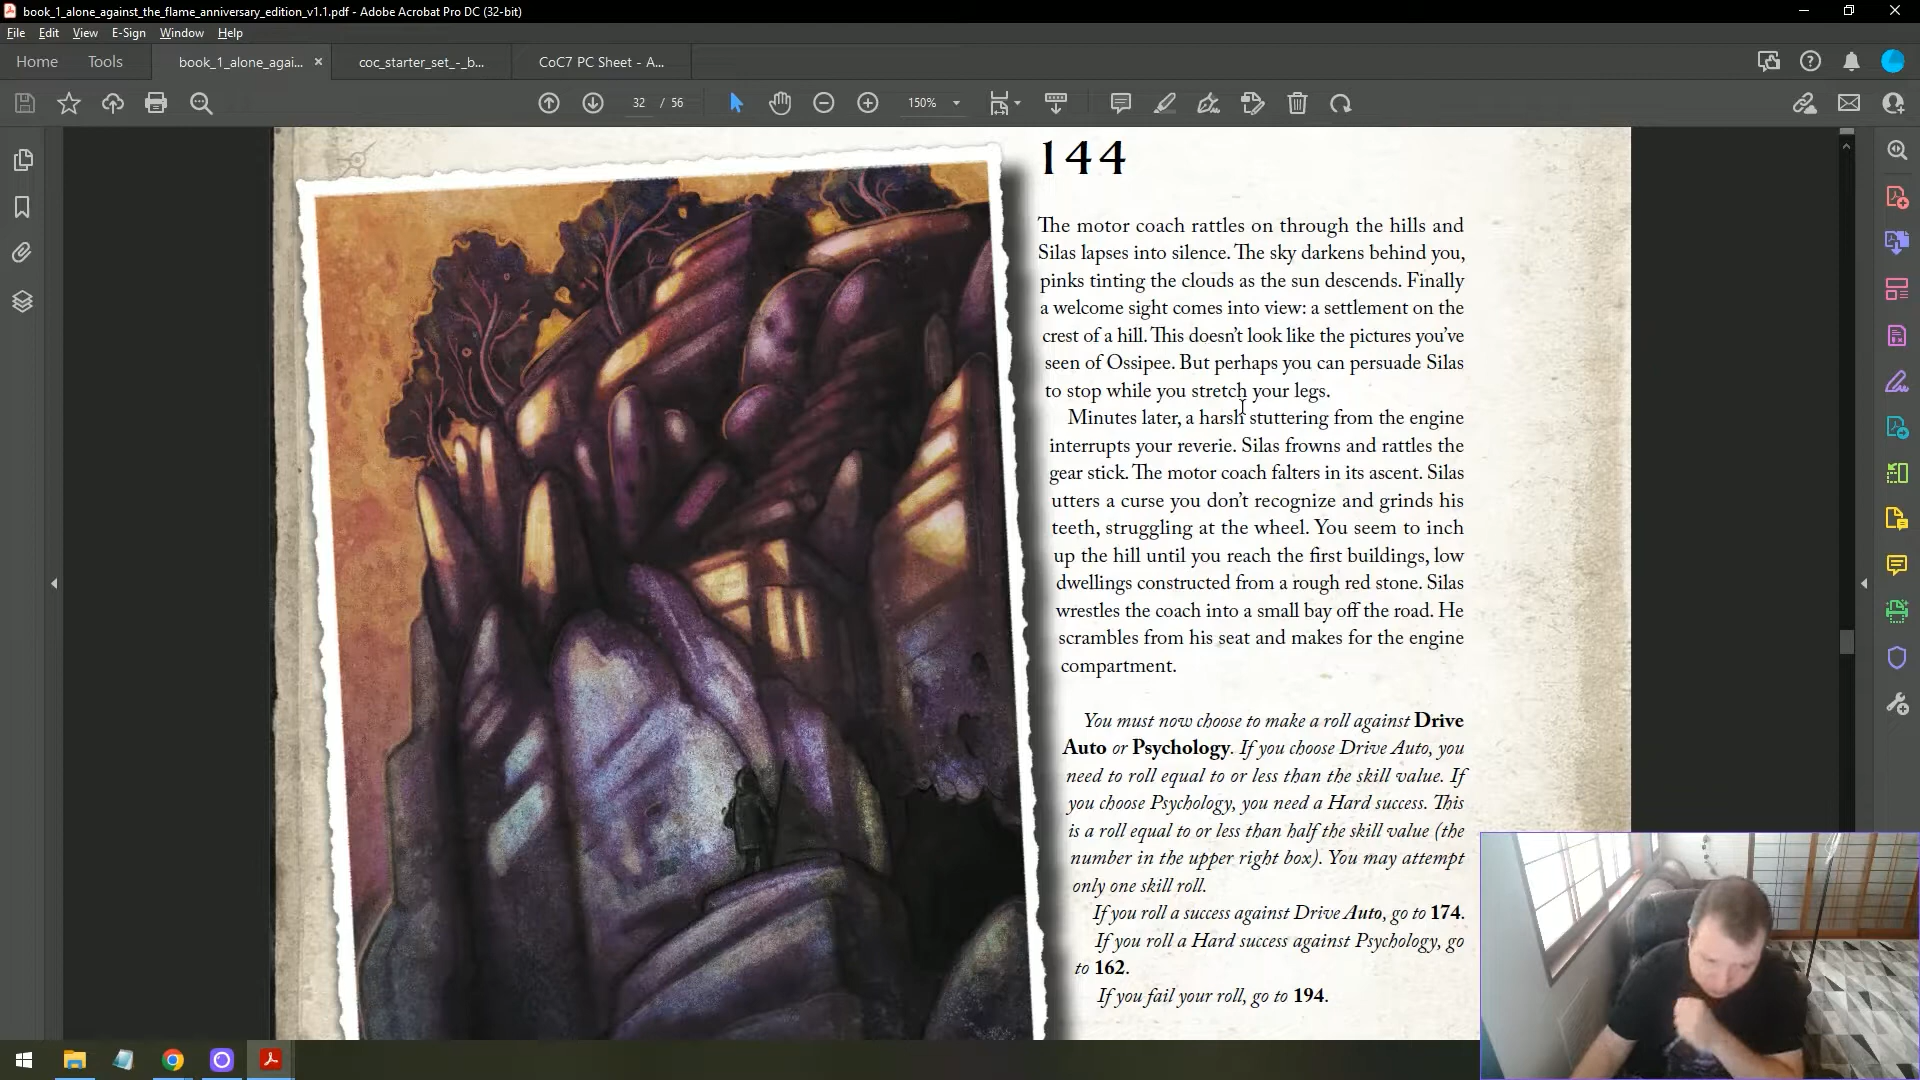 book_1_alone_against_the_flame_anniversary_edition_v1.1.pdf - Adobe Acrobat Pro DC (32-bit)
File Edit View E-Sign Window Help
Home Tools book_1_alone_agai... coc_starter_set_-_b... CoC7 PC Sheet - A...
32 / 56 150%
144
The motor coach rattles on through the hills and
Silas lapses into silence. The sky darkens behind you,
pinks tinting the clouds as the sun descends. Finally
a welcome sight comes into view: a settlement on the
crest of a hill. This doesn't look like the pictures you've
seen of Ossipee. But perhaps you can persuade Silas
to stop while you stretch your legs.
Minutes later, a harsh stuttering from the engine
interrupts your reverie. Silas frowns and rattles the
gear stick. The motor coach falters in its ascent. Silas
utters a curse you don't recognize and grinds his
teeth, struggling at the wheel. You seem to inch
up the hill until you reach the first buildings, low
dwellings constructed from a rough red stone. Silas
wrestles the coach into a small bay off the road. He
scrambles from his seat and makes for the engine
compartment.
You must now choose to make a roll against Drive
Auto or Psychology. If you choose Drive Auto, you
need to roll equal to or less than the skill value. If
you choose Psychology, you need a Hard success. This
is a roll equal to or less than half the skill value (the
number in the upper right box). You may attempt
only one skill roll.
If you roll a success against Drive Auto, go to 174.
If you roll a Hard success against Psychology, go
to 162.
If you fail your roll, go to 194.